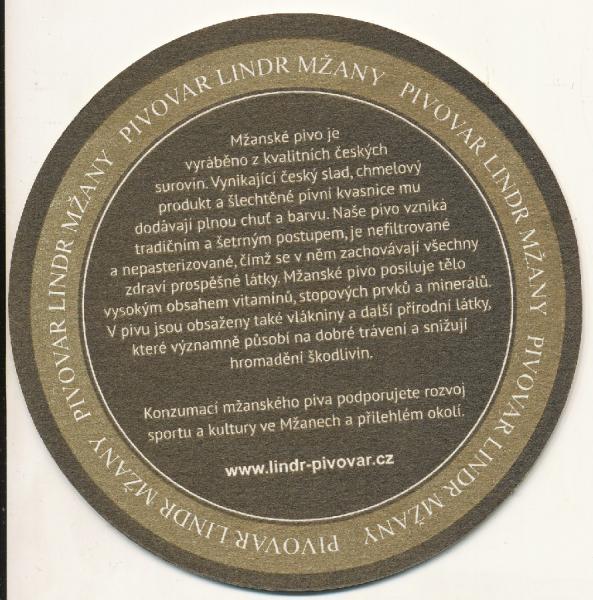 PIVOVAR LINDR MŽANY
PIVOVAR LINDR MŽANY
PIVOVAR LINDR MŽANY
PIVOVAR LINDR MŽANY
PIVOVAR LINDR MŽANY
Mžanské pivo je
vyráběno z kvalitních českých
surovin. Vynikající český slad, chmelový
produkt a šlechtěné pivní kvasnice mu
dodávají plnou chuť a barvu. Naše pivo vzniká
tradičním a šetrným postupem, je nefiltrované
a nepasterizované, čímž se v něm zachovávají všechny
zdraví prospěšné látky. Mžanské pivo posiluje tělo
vysokým obsahem vitamínů, stopových prvků a minerálů.
V pivu jsou obsaženy také vlákniny a další přírodní látky,
které významně působí na dobré trávení a snižují
hromadění škodlivin.
Konzumací mžanského piva podporujete rozvoj
sportu a kultury ve Mžanech a přilehlém okolí.
www.lindr-pivovar.cz